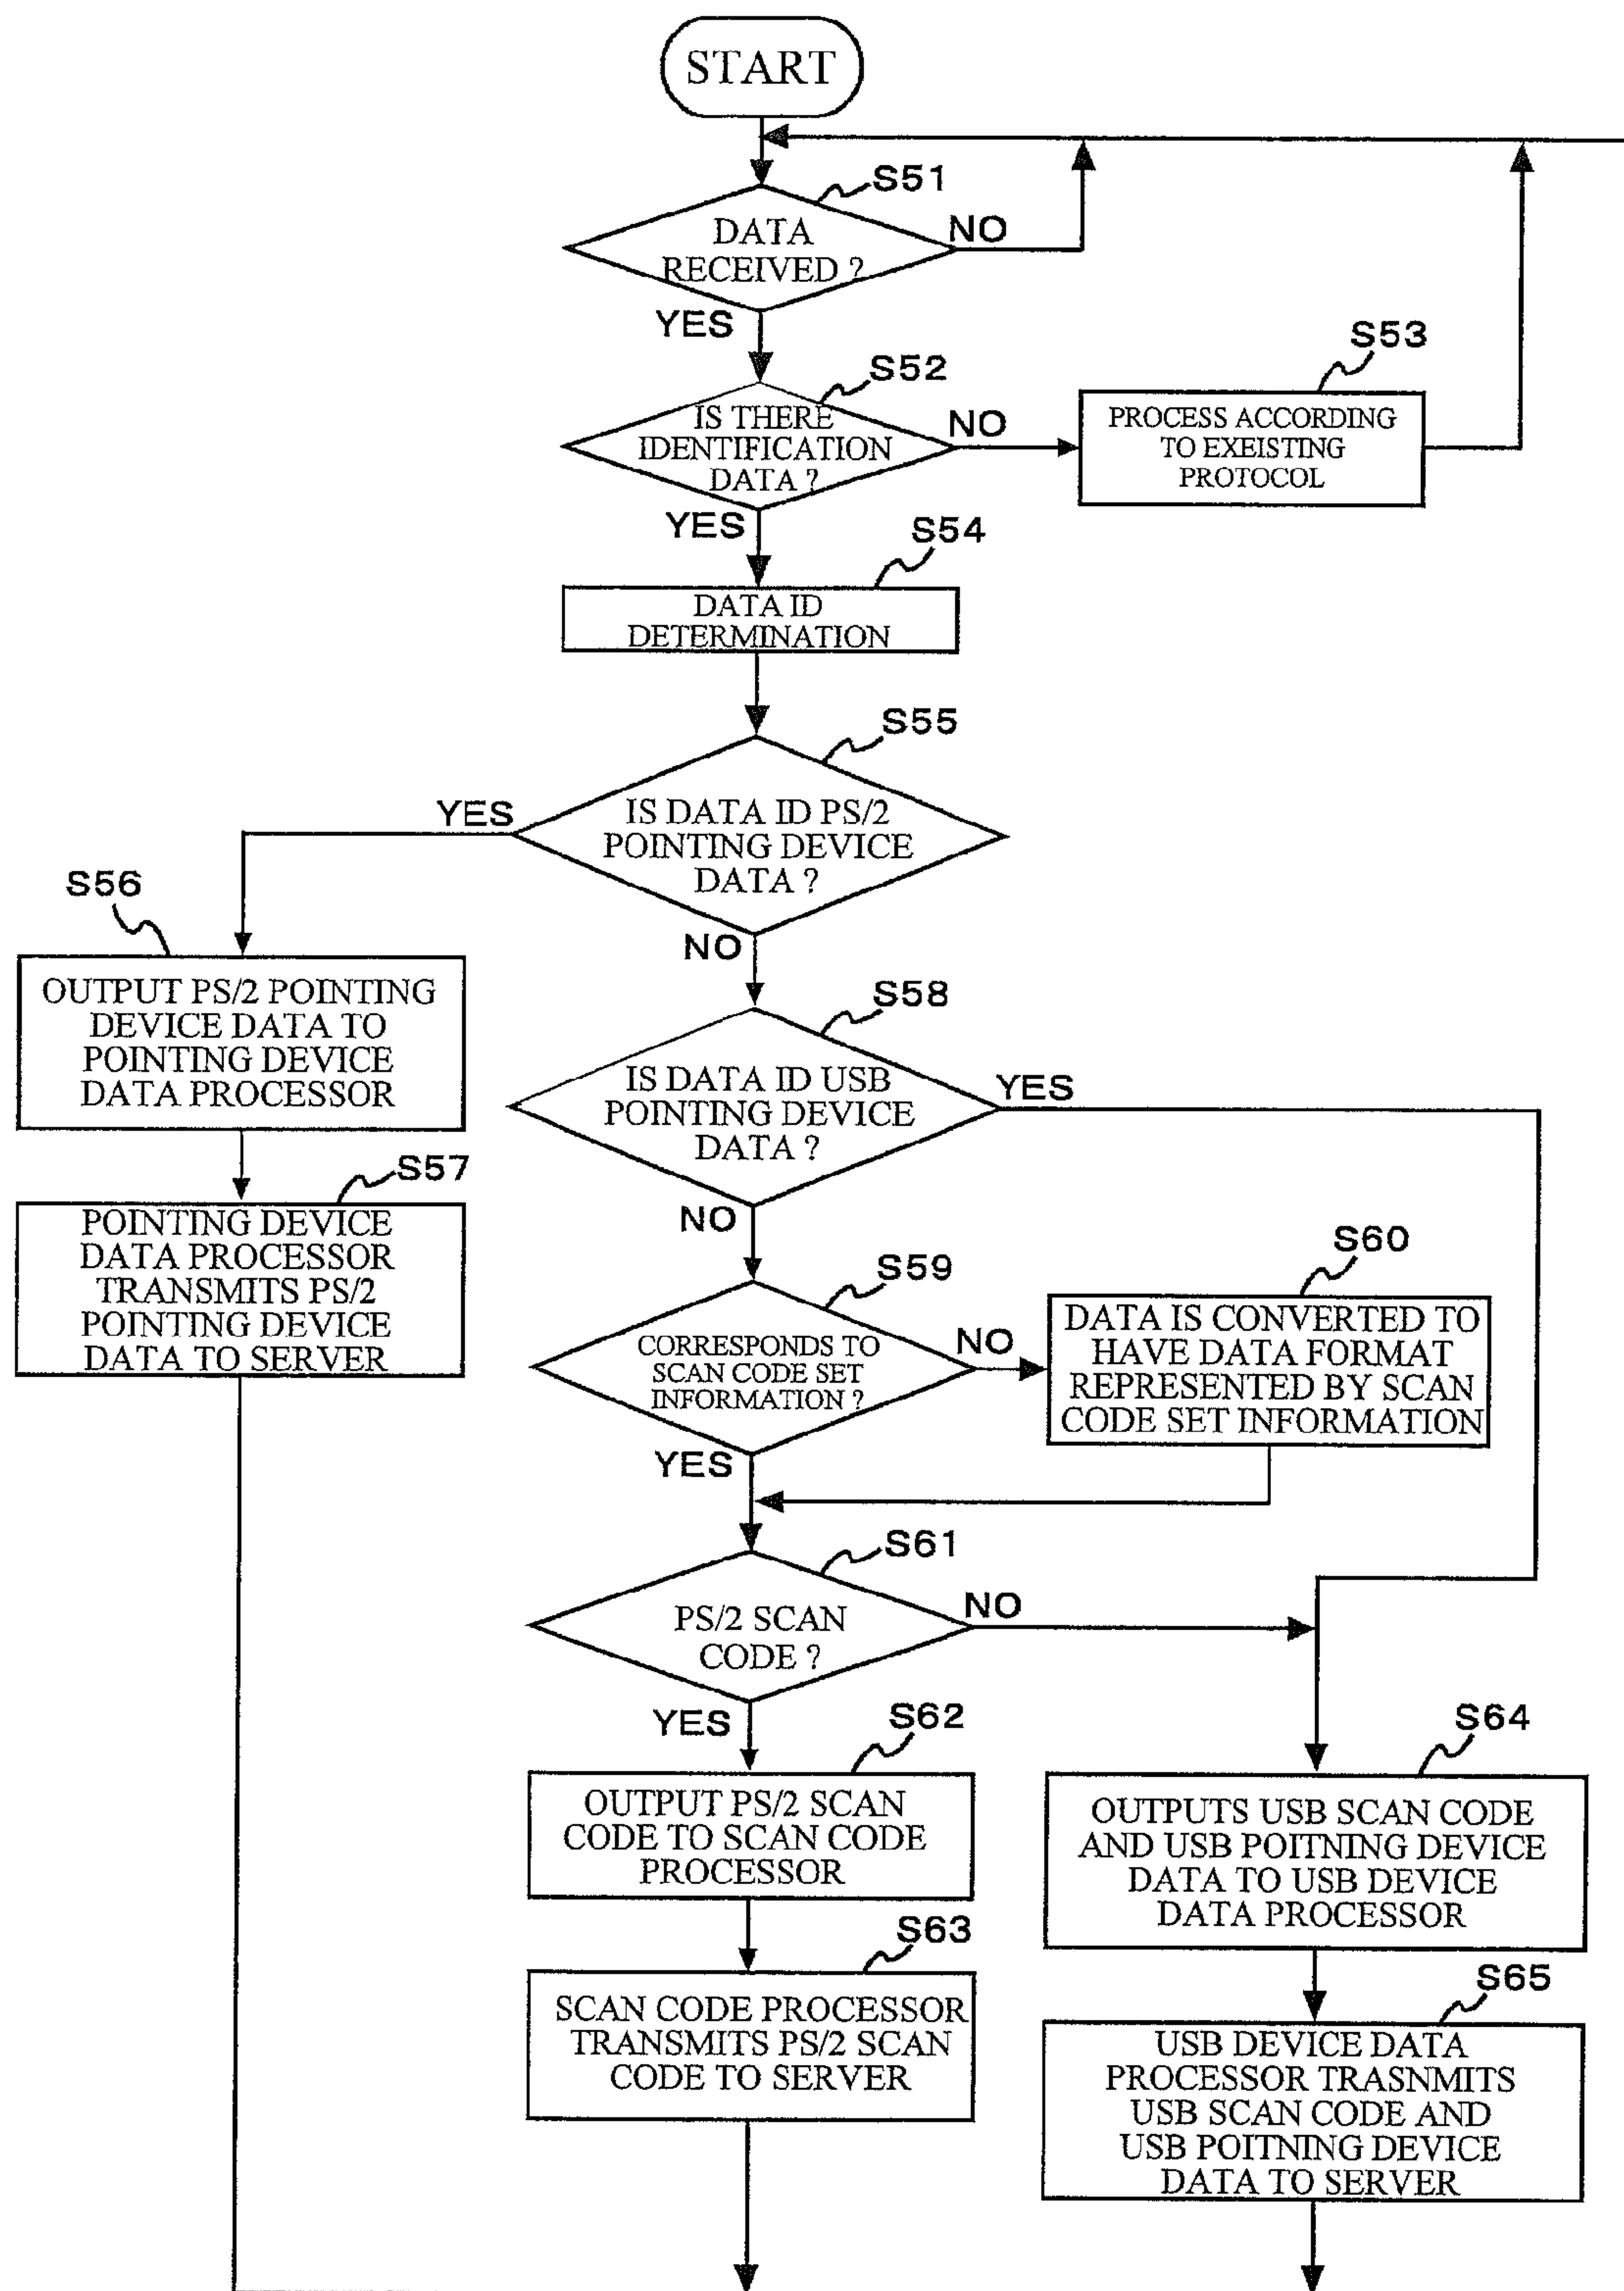 START
S51
DATA
RECEIVED ?
NO
YES
S52
IS THERE
IDENTIFICATION
DATA ?
NO
YES
S53
PROCESS ACCORDING
TO EXEISTING
PROTOCOL
S54
DATA ID
DETERMINATION
S55
IS DATA ID PS/2
POINTING DEVICE
DATA ?
YES
NO
S56
OUTPUT PS/2 POINTING
DEVICE DATA TO
POINTING DEVICE
DATA PROCESSOR
S57
POINTING DEVICE
DATA PROCESSOR
TRANSMITS PS/2
POINTING DEVICE
DATA TO SERVER
S58
IS DATA ID USB
POINTING DEVICE
DATA ?
YES
NO
S59
CORRESPONDS TO
SCAN CODE SET
INFORMATION ?
NO
YES
S60
DATA IS CONVERTED TO
HAVE DATA FORMAT
REPRESENTED BY SCAN
CODE SET INFORMATION
S61
PS/2 SCAN
CODE ?
NO
YES
S62
OUTPUT PS/2 SCAN
CODE TO SCAN CODE
PROCESSOR
S63
SCAN CODE PROCESSOR
TRANSMITS PS/2 SCAN
CODE TO SERVER
S64
OUTPUTS USB SCAN CODE
AND USB POITNING DEVICE
DATA TO USB DEVICE
DATA PROCESSOR
S65
USB DEVICE DATA
PROCESSOR TRASNMITS
USB SCAN CODE AND
USB POITNING DEVICE
DATA TO SERVER